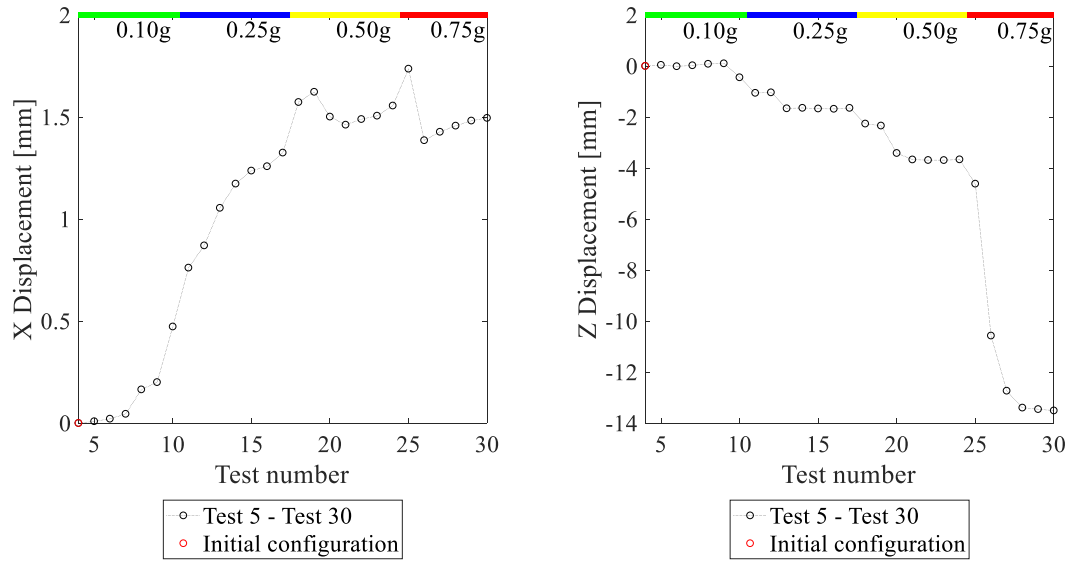 2
0.10g 0.25g 0.50g 0.75g
1.5
1
0.5
0
X Displacement [mm]
5 10 15 20 25 30
Test number
Test 5 - Test 30
Initial configuration
2
0.10g 0.25g 0.50g 0.75g
0
-2
-4
-6
-8
-10
-12
-14
Z Displacement [mm]
5 10 15 20 25 30
Test number
Test 5 - Test 30
Initial configuration